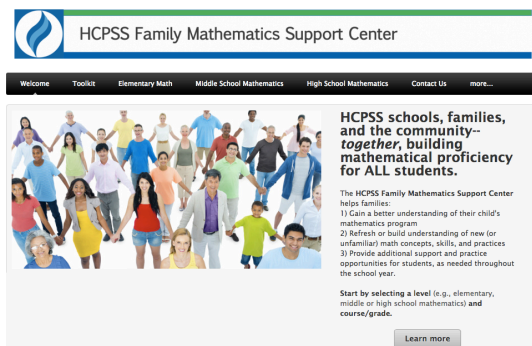 HCPSS Family Mathematics Support Center
Welcome Toolkit Elementary Math Middle School Mathematics High School Mathematics Contact Us more...
HCPSS schools, families,
and the community--
together, building
mathematical proficiency
for ALL students.
The HCPSS Family Mathematics Support Center
helps families:
1) Gain a better understanding of their child's
mathematics program
2) Refresh or build understanding of new (or
unfamiliar) math concepts, skills, and practices
3) Provide additional support and practice
opportunities for students, as needed throughout
the school year.
Start by selecting a level (e.g., elementary,
middle or high school mathematics) and
course/grade.
Learn more